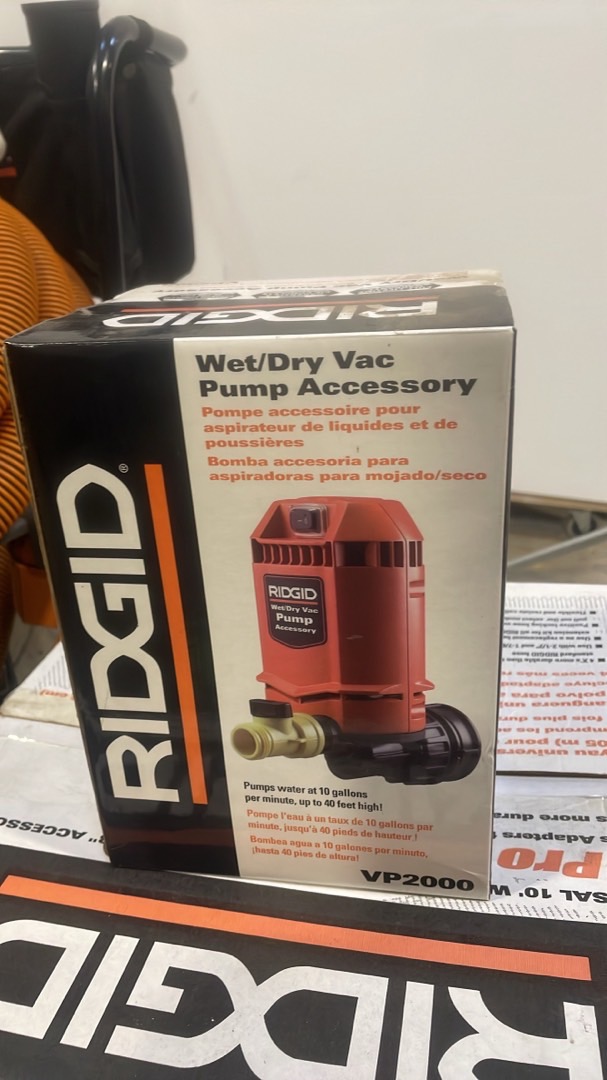 RIDGID
Wet/Dry Vac
Pump Accessory
Pompe accessoire pour
aspirateur de liquides et de
poussières
Bomba accesoria para
aspiradoras para mojado/seco
RIDGID®
RIDGID
Wet/Dry Vac
Pump
Accessory
Pumps water at 10 gallons
per minute, up to 40 feet high!
Pompe l'eau à un taux de 10 gallons par
minute, jusqu'à 40 pieds de hauteur!
Bombea agua a 10 galones por minuto,
¡hasta 40 pies de altura!
VP2000
Pro
RIDGID